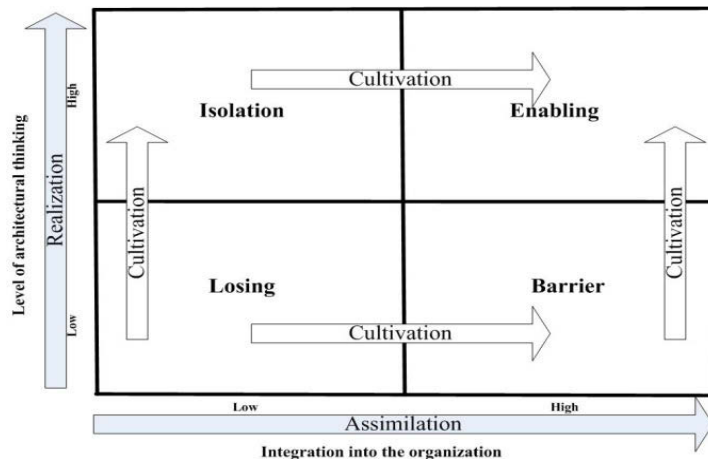 Cultivation
Isolation
Enabling
High
Level of architectural thinking
Realization
Cultivation
Cultivation
Losing
Barrier
Low
Cultivation
Low
High
Assimilation
Integration into the organization